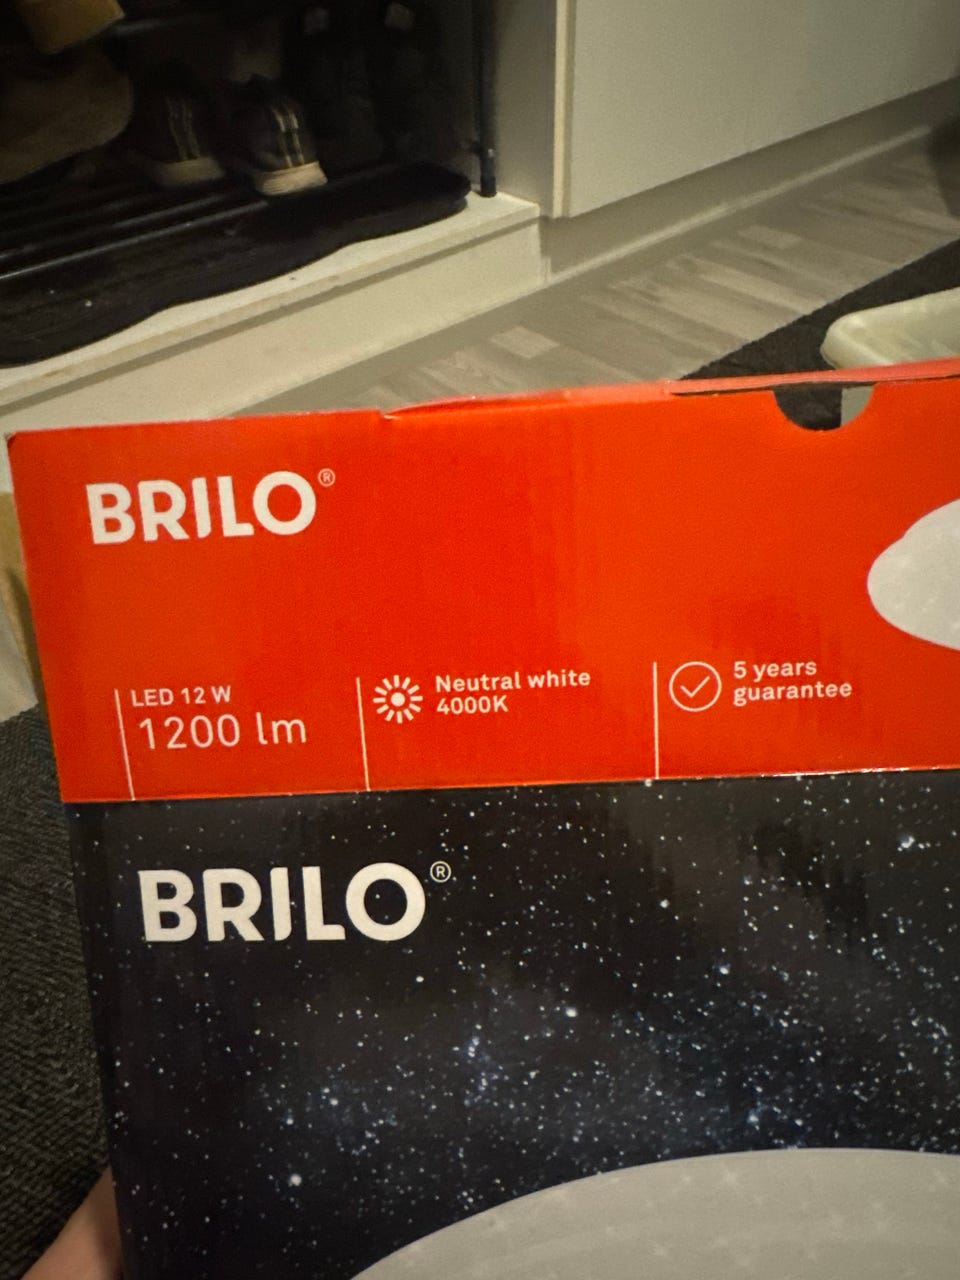 BRILO®
LED 12 W
1200 lm
Neutral white
4000K
5 years
guarantee
BRILO®